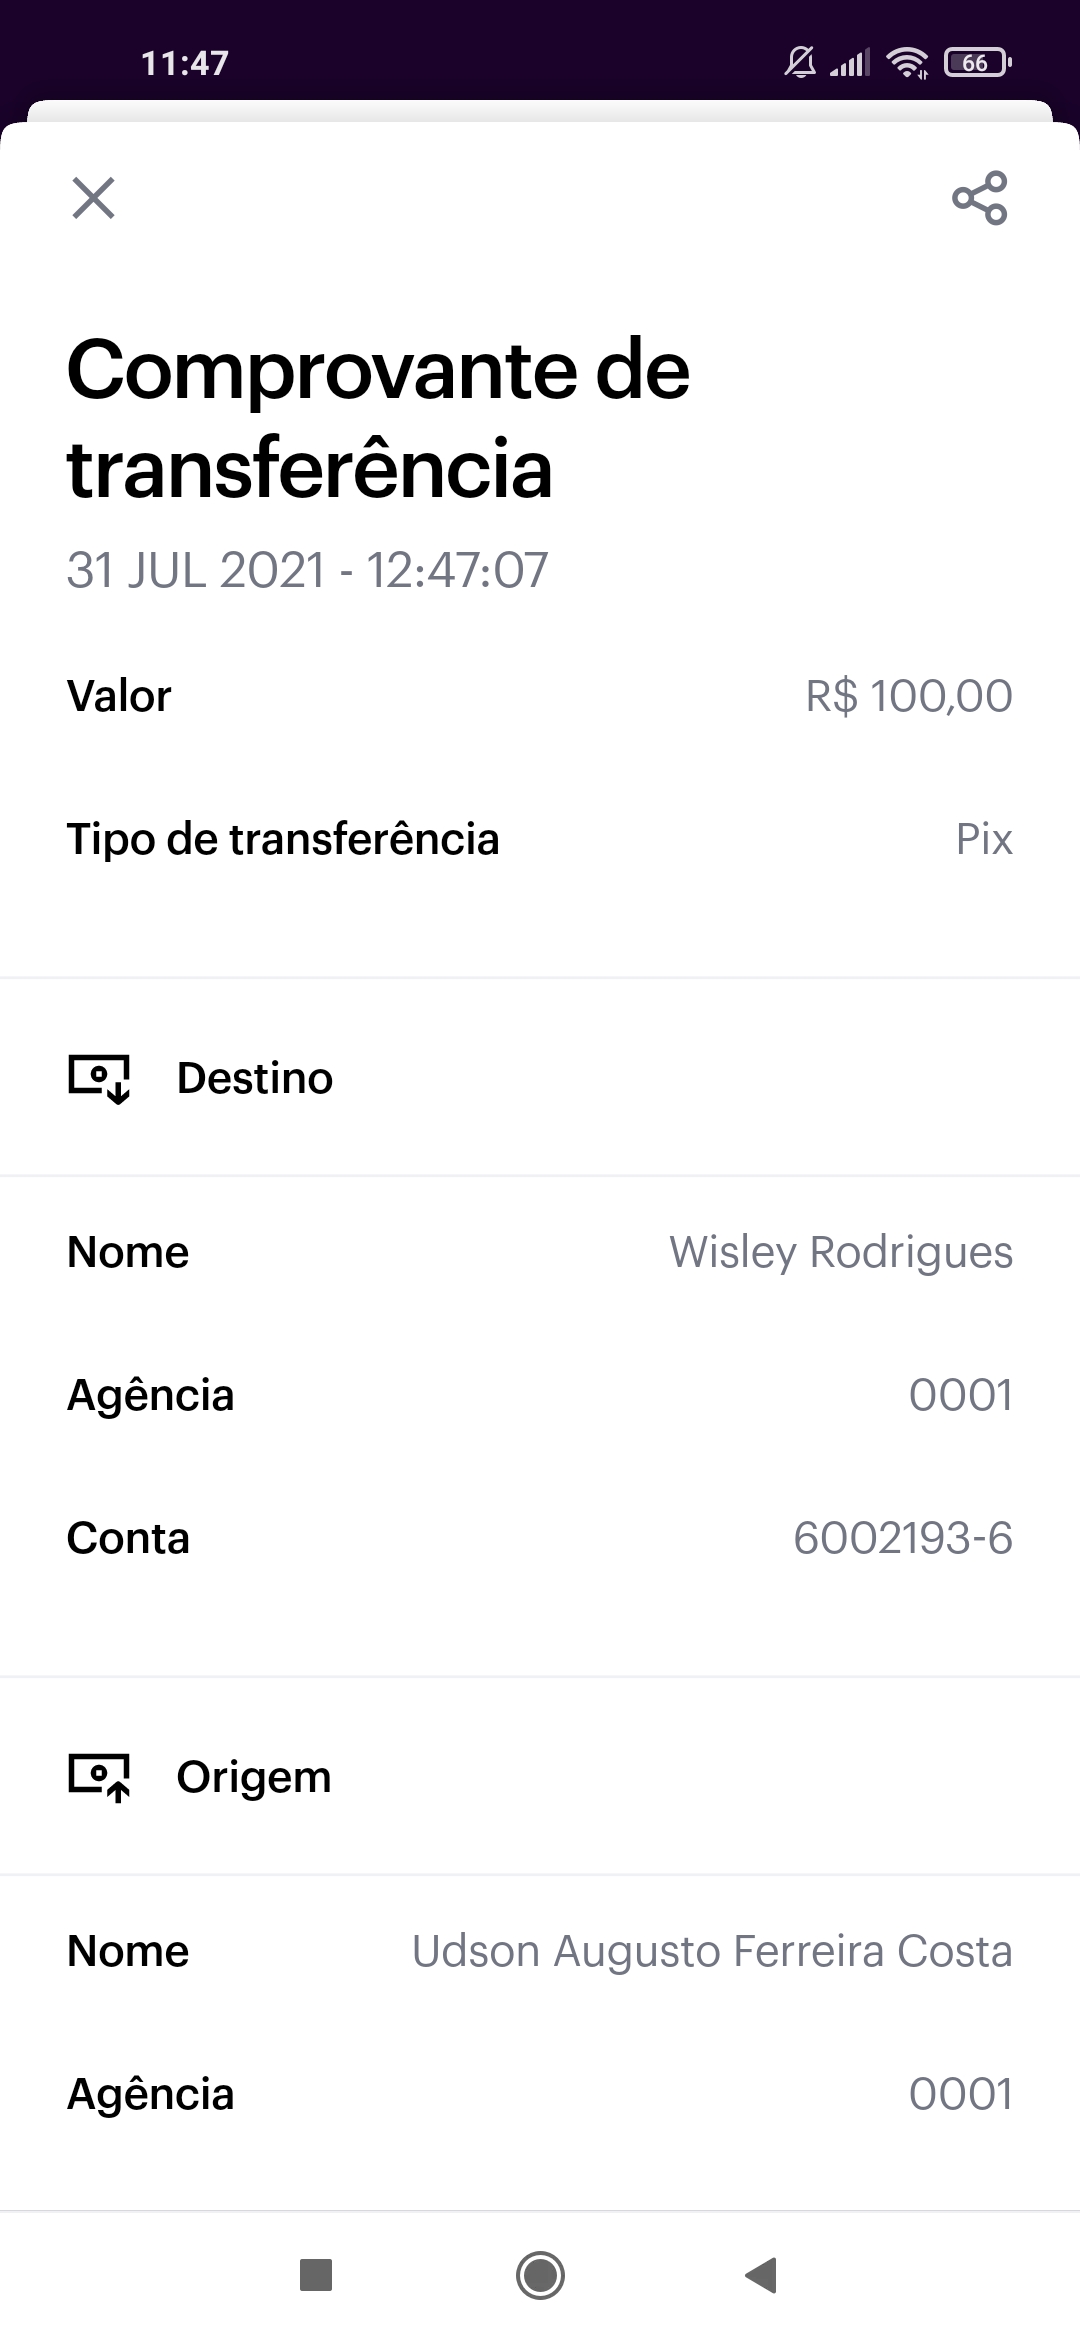 11:47
66
Comprovante de
transferência
31 JUL 2021 - 12:47:07
Valor R$ 100,00
Tipo de transferência Pix
Destino
Nome Wisley Rodrigues
Agência 0001
Conta 6002193-6
Origem
Nome Udson Augusto Ferreira Costa
Agência 0001